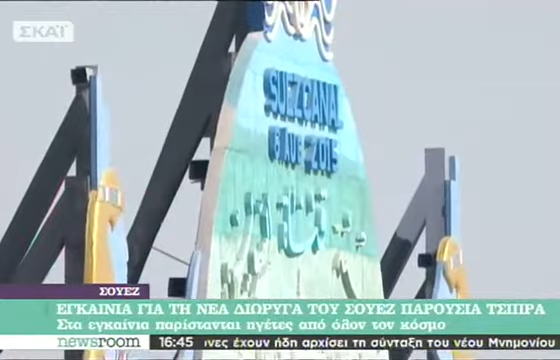 ΣΚΑΪ
SUEZCANAL
6 AUG 2015
ΣΟΥΕΖ
ΕΓΚΑΙΝΙΑ ΓΙΑ ΤΗ ΝΕΑ ΔΙΩΡΥΓΑ ΤΟΥ ΣΟΥΕΖ ΠΑΡΟΥΣΙΑ ΤΣΙΠΡΑ
Στα εγκαίνια παρίστανται ηγέτες από όλον τον κόσμο
newsroom 16:45 ινες έχουν ήδη αρχίσει τη σύνταξη του νέου Μνημονίου